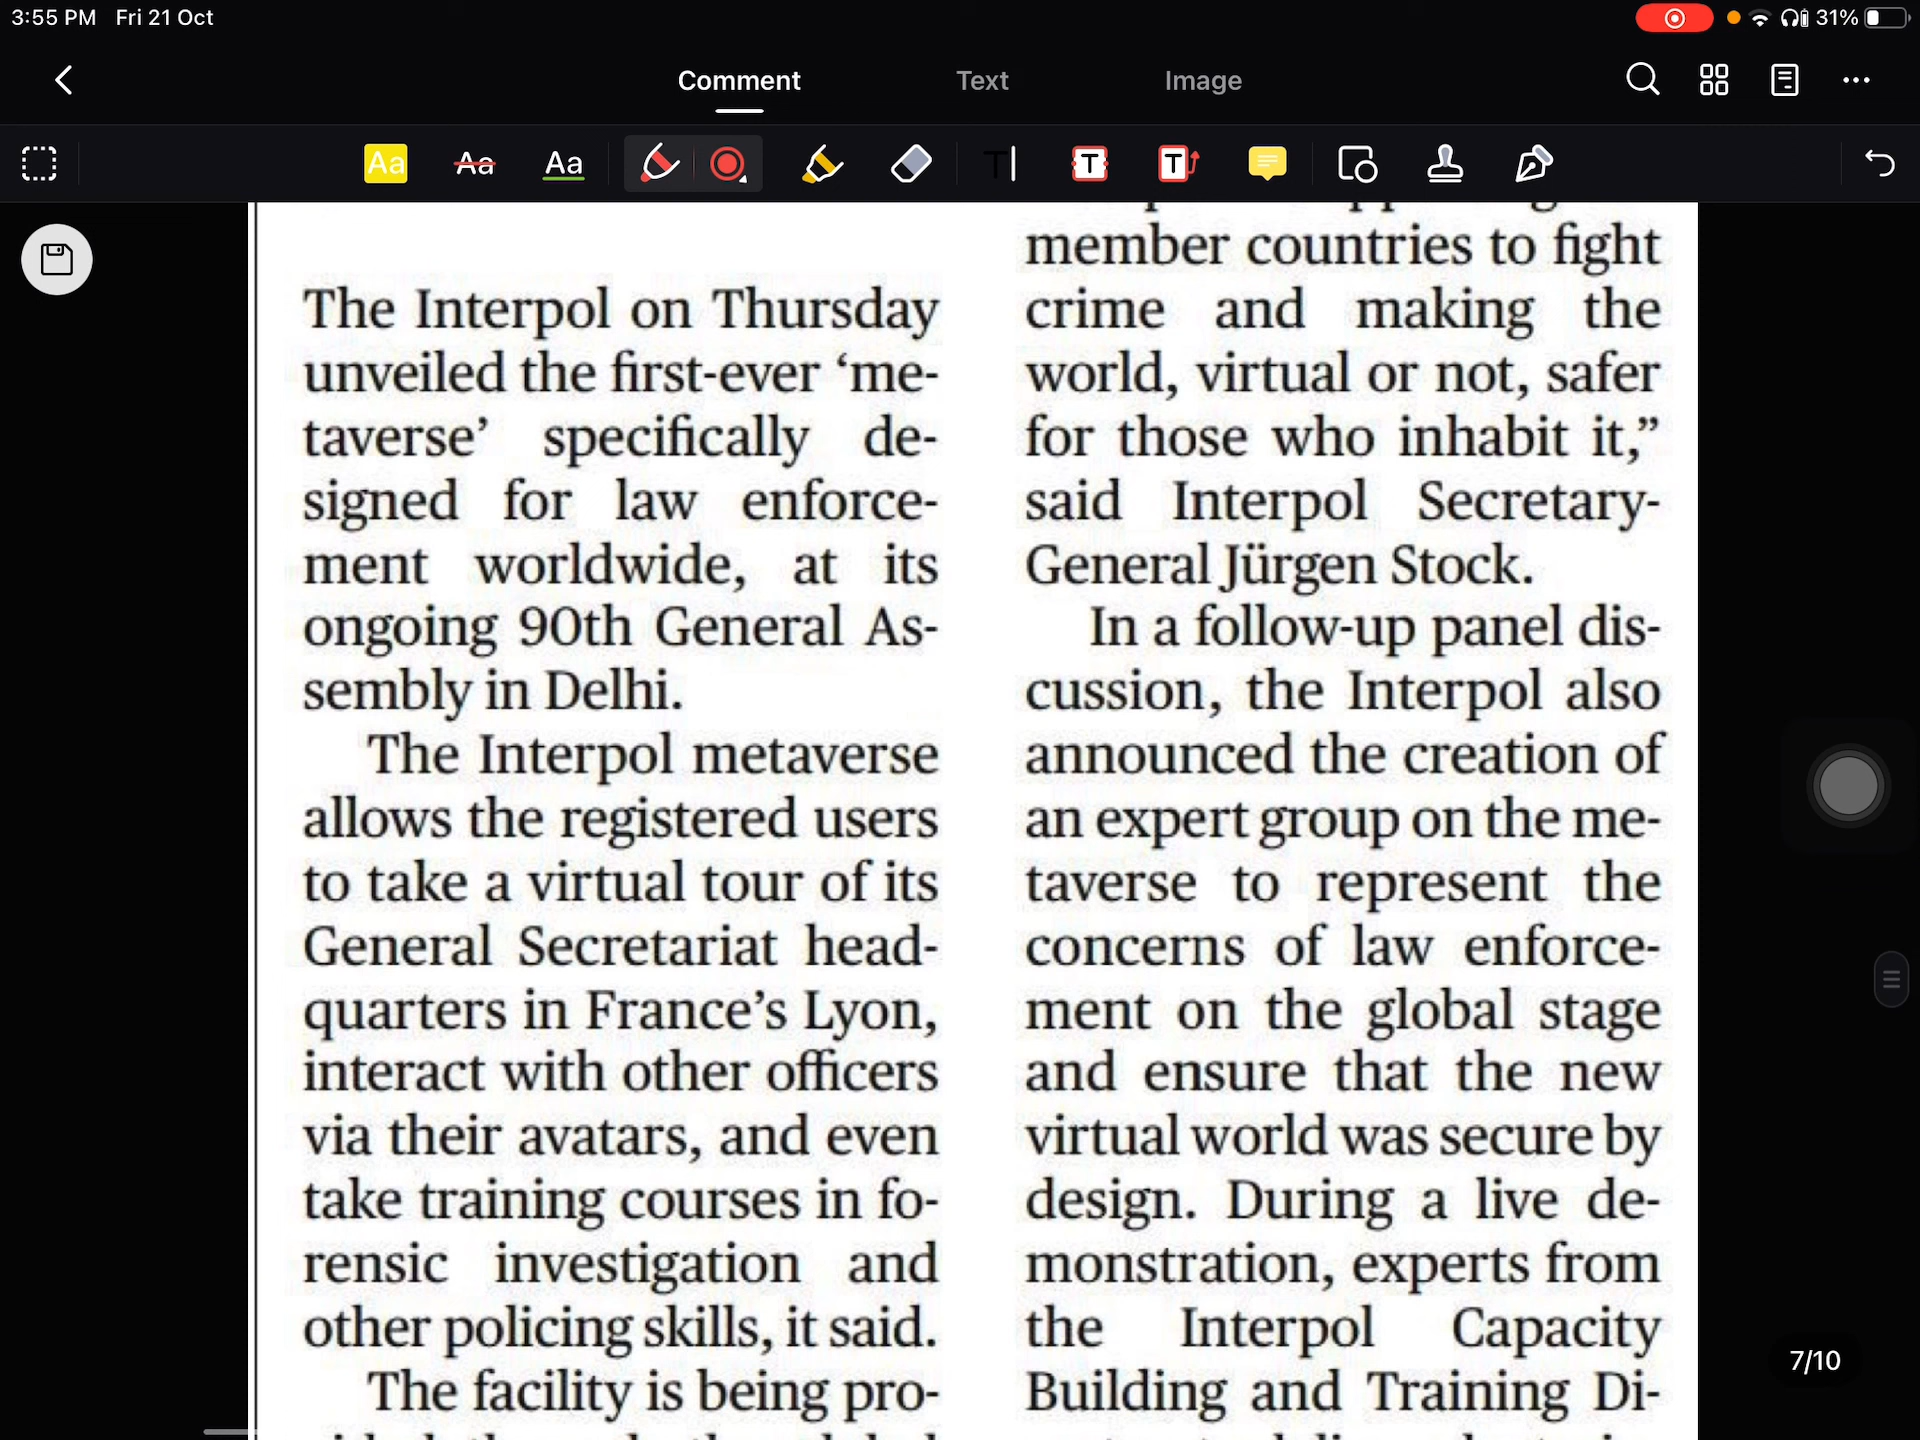 3:55 PM Fri 21 Oct
31%
Comment Text Image
Aa Aa Aa T T T
The Interpol on Thursday
unveiled the first-ever ‘me-
taverse’ specifically de-
signed for law enforce-
ment worldwide, at its
ongoing 90th General As-
sembly in Delhi.
The Interpol metaverse
allows the registered users
to take a virtual tour of its
General Secretariat head-
quarters in France’s Lyon,
interact with other officers
via their avatars, and even
take training courses in fo-
rensic investigation and
other policing skills, it said.
The facility is being pro-
member countries to fight
crime and making the
world, virtual or not, safer
for those who inhabit it,”
said Interpol Secretary-
General Jürgen Stock.
In a follow-up panel dis-
cussion, the Interpol also
announced the creation of
an expert group on the me-
taverse to represent the
concerns of law enforce-
ment on the global stage
and ensure that the new
virtual world was secure by
design. During a live de-
monstration, experts from
the Interpol Capacity
Building and Training Di-
7/10